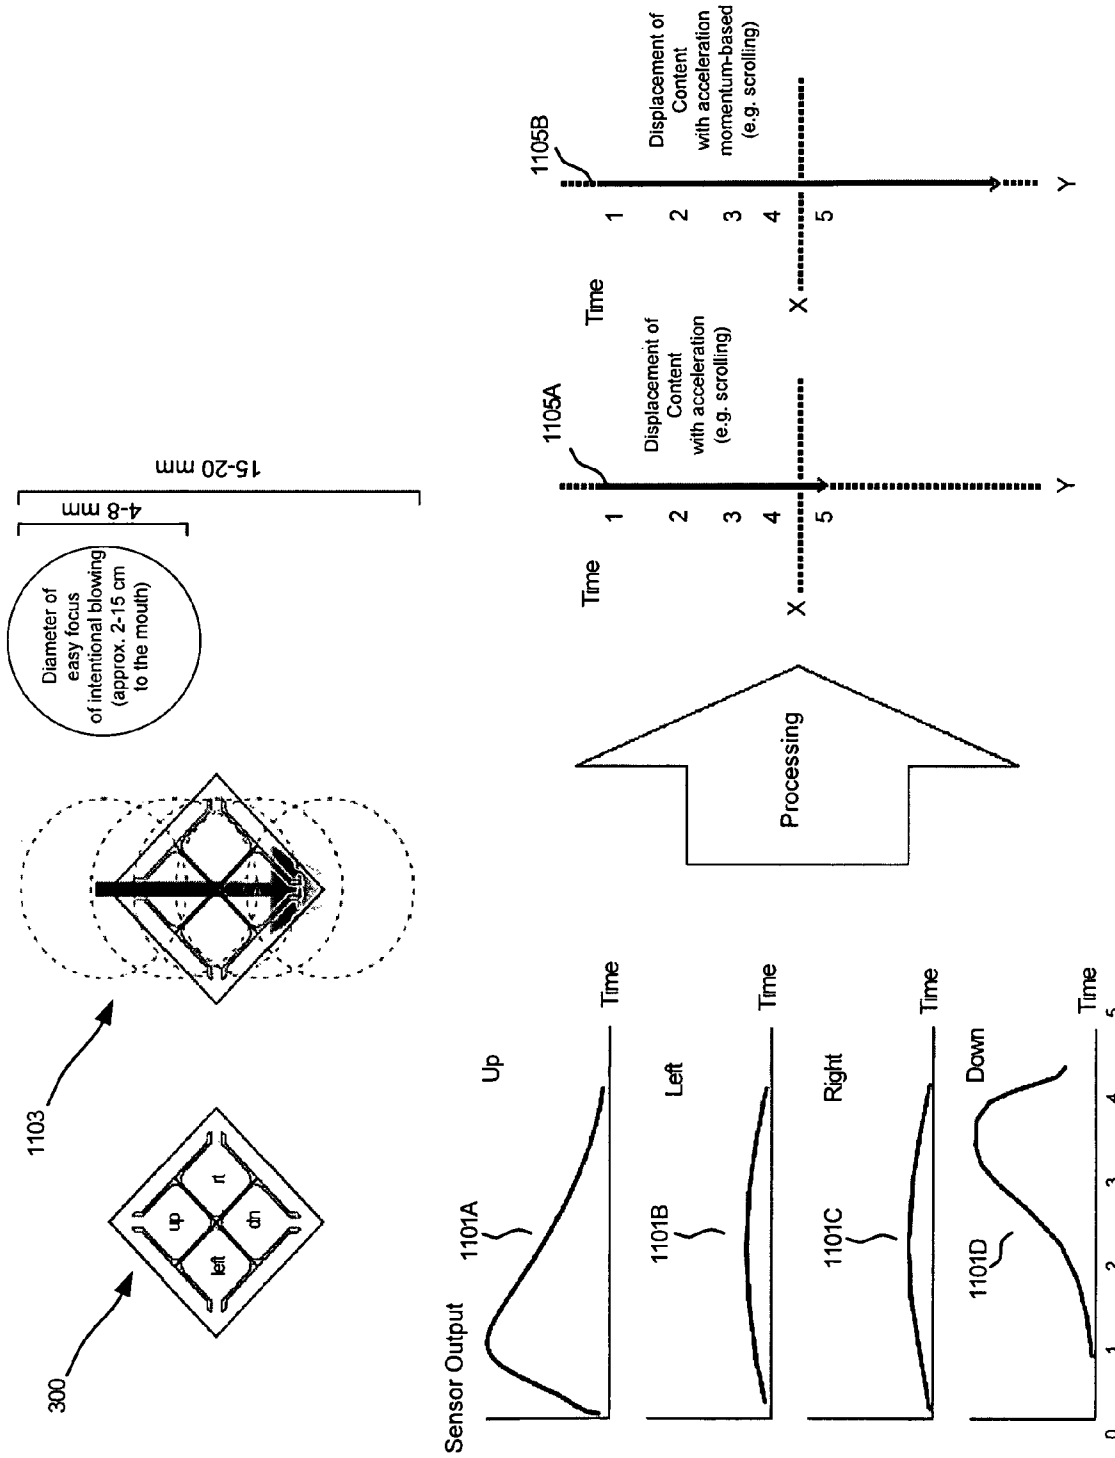 300
up
left
rt
dn
1103
Diameter of
easy focus
of intentional blowing
(approx. 2-15 cm
to the mouth)
4-8 mm
15-20 mm
Sensor Output
1101A
Up
Time
1101B
Left
Time
1101C
Right
Time
1101D
Down
Time
0
1
2
3
4
5
Processing
Time
1
2
3
4
5
1105A
Displacement of
Content
with acceleration
(e.g. scrolling)
X
Y
Time
1
2
3
4
5
1105B
Displacement of
Content
with acceleration
momentum-based
(e.g. scrolling)
X
Y